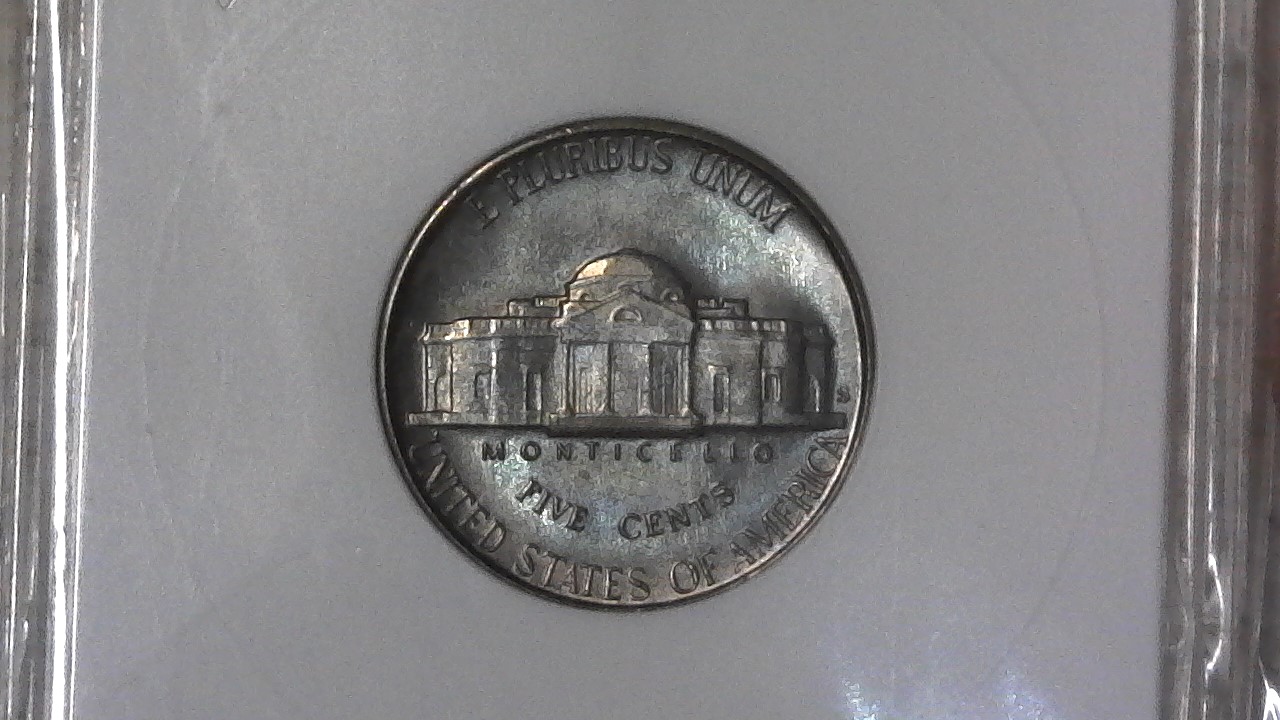 E PLURIBUS UNUM
S
MONTICELLO
FIVE CENTS
UNITED STATES OF AMERICA